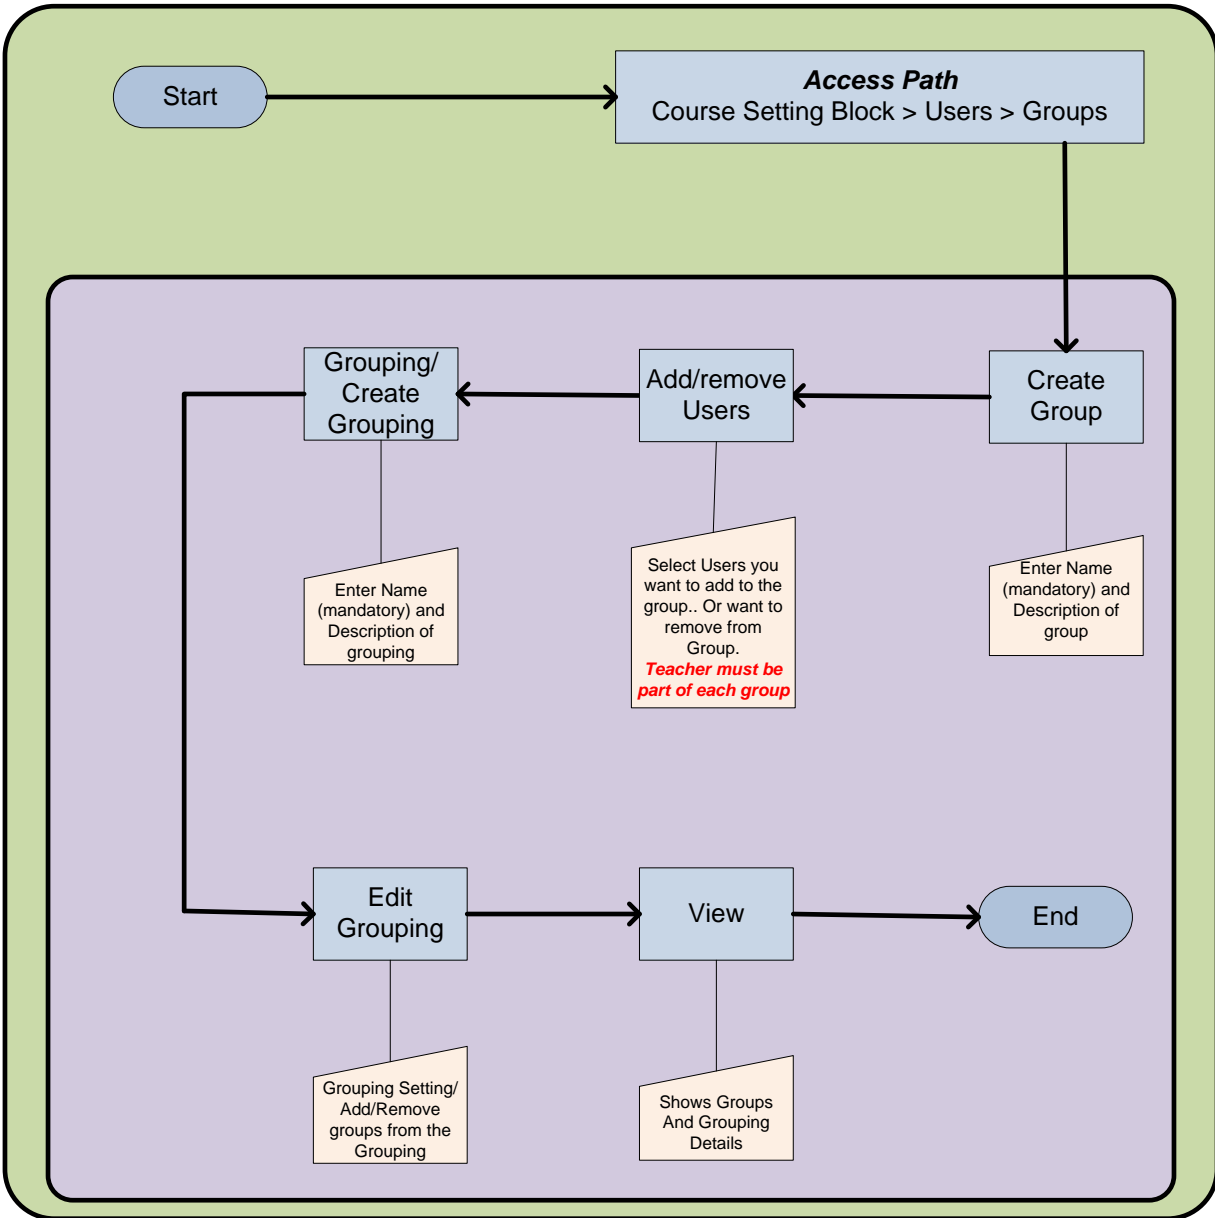 Start
Access Path
Course Setting Block > Users > Groups
Grouping/
Create
Grouping
Add/remove
Users
Create
Group
Enter Name
(mandatory) and
Description of
grouping
Select Users you
want to add to the
group.. Or want to
remove from
Group.
Teacher must be
part of each group
Enter Name
(mandatory) and
Description of
group
Edit
Grouping
View
End
Grouping Setting/
Add/Remove
groups from the
Grouping
Shows Groups
And Grouping
Details